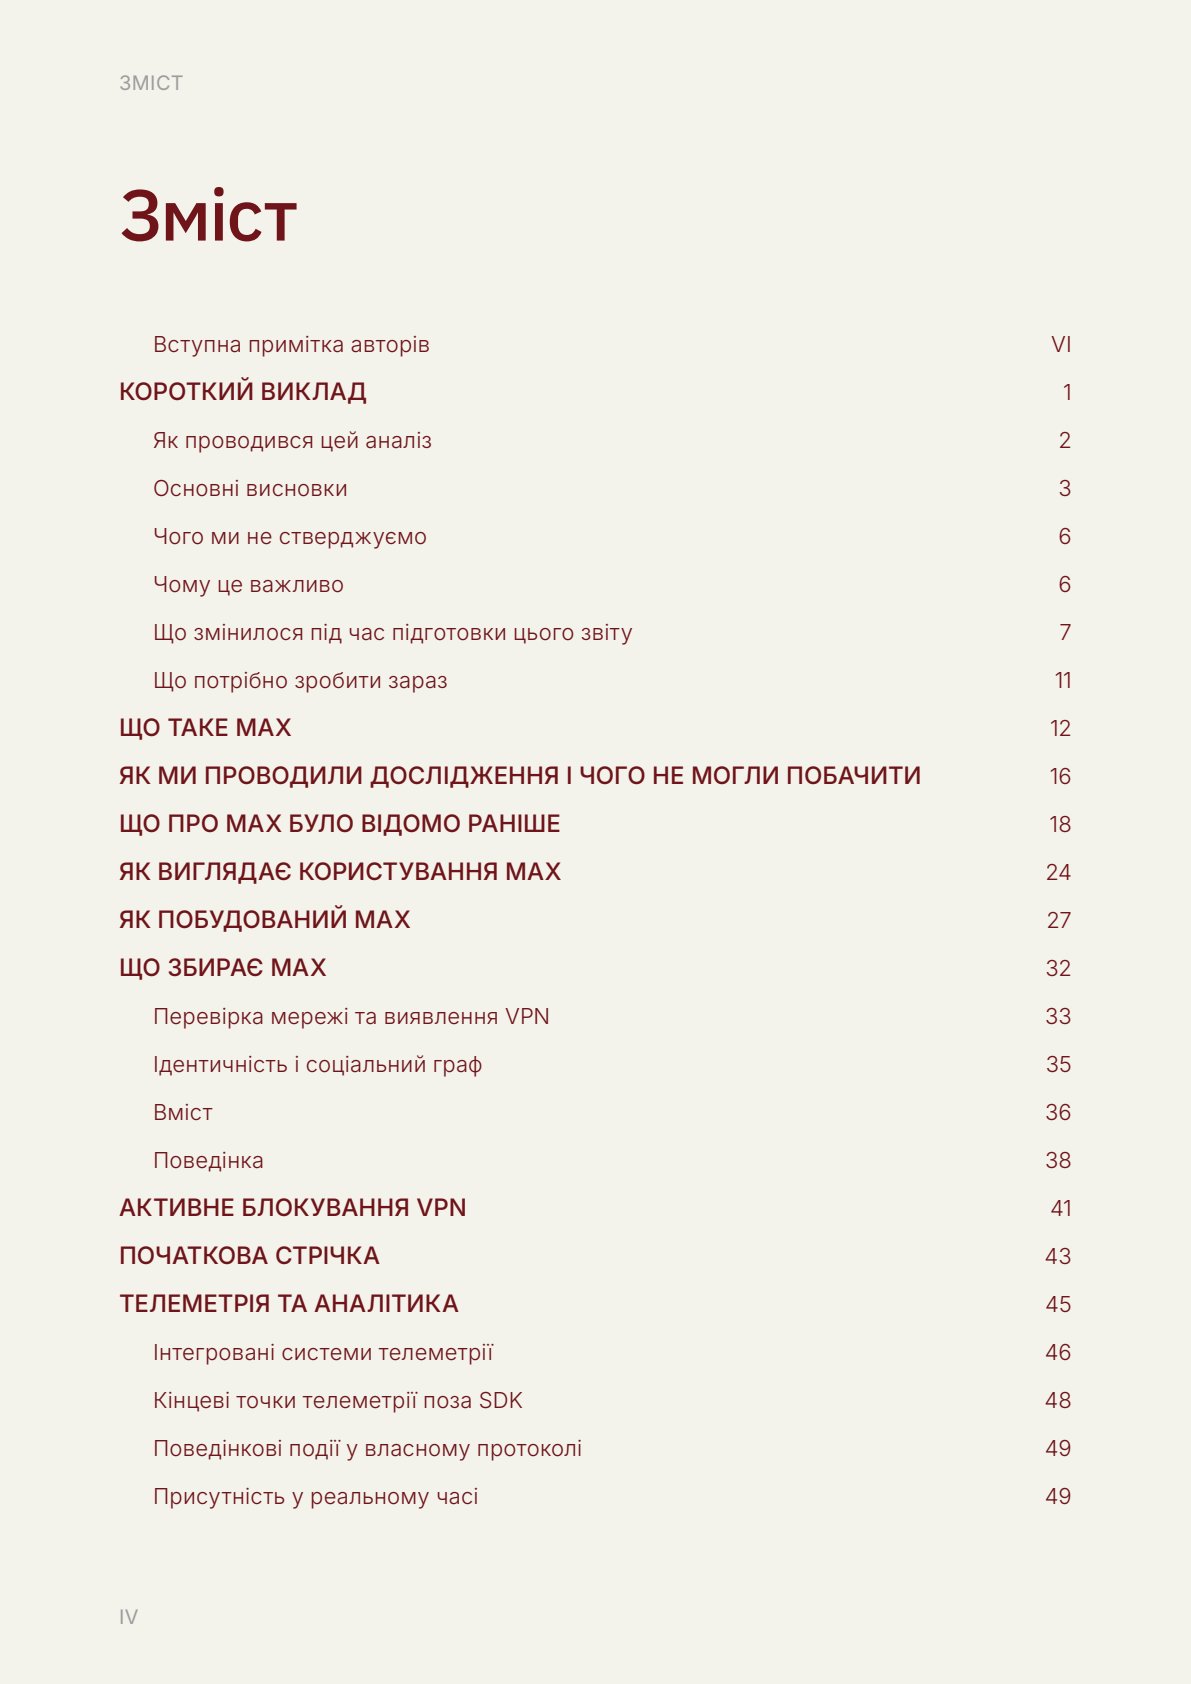 ЗМІСТ
Зміст
Вступна примітка авторів VI
КОРОТКИЙ ВИКЛАД 1
Як проводився цей аналіз 2
Основні висновки 3
Чого ми не стверджуємо 6
Чому це важливо 6
Що змінилося під час підготовки цього звіту 7
Що потрібно зробити зараз 11
ЩО ТАКЕ MAX 12
ЯК МИ ПРОВОДИЛИ ДОСЛІДЖЕННЯ І ЧОГО НЕ МОГЛИ ПОБАЧИТИ 16
ЩО ПРО MAX БУЛО ВІДОМО РАНІШЕ 18
ЯК ВИГЛЯДАЄ КОРИСТУВАННЯ MAX 24
ЯК ПОБУДОВАНИЙ MAX 27
ЩО ЗБИРАЄ MAX 32
Перевірка мережі та виявлення VPN 33
Ідентичність і соціальний граф 35
Вміст 36
Поведінка 38
АКТИВНЕ БЛОКУВАННЯ VPN 41
ПОЧАТКОВА СТРІЧКА 43
ТЕЛЕМЕТРІЯ ТА АНАЛІТИКА 45
Інтегровані системи телеметрії 46
Кінцеві точки телеметрії поза SDK 48
Поведінкові події у власному протоколі 49
Присутність у реальному часі 49
IV